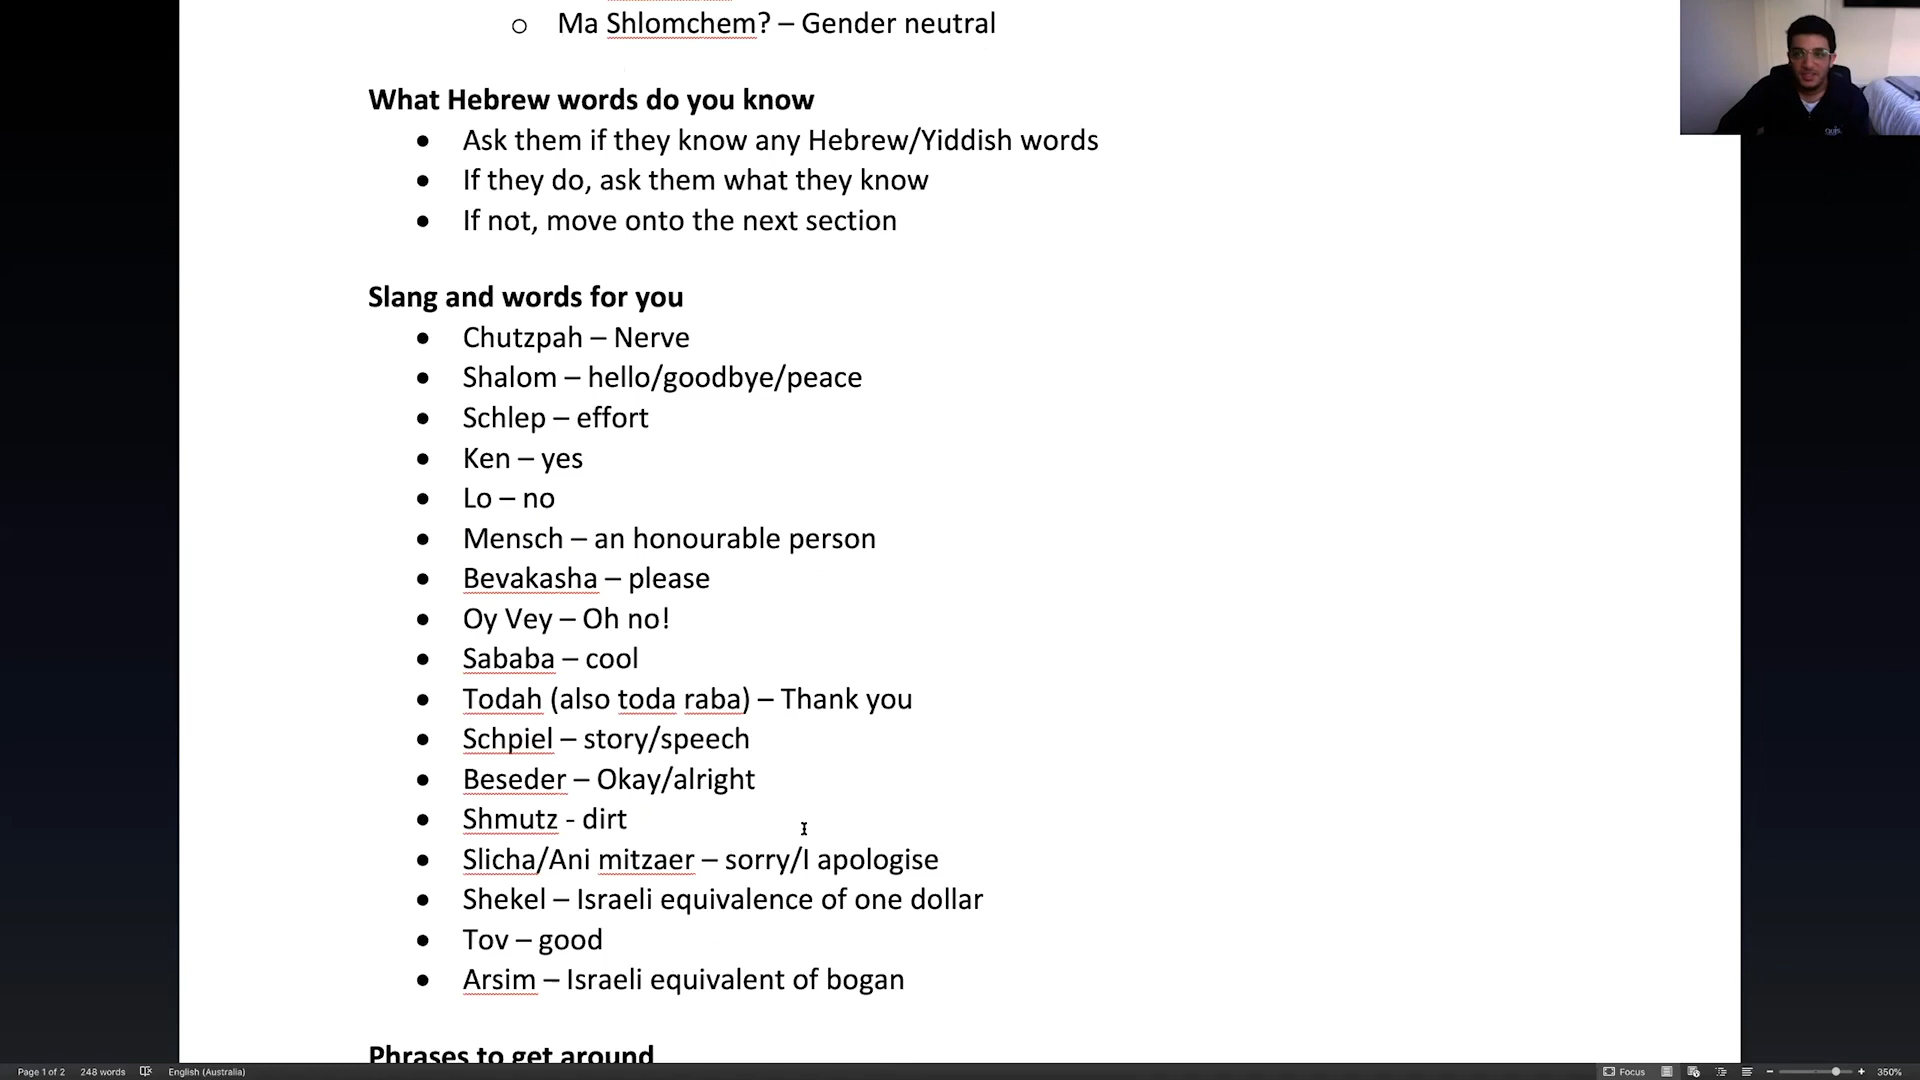 Ma Shlomchem? – Gender neutral
What Hebrew words do you know
Ask them if they know any Hebrew/Yiddish words
If they do, ask them what they know
If not, move onto the next section
Slang and words for you
Chutzpah – Nerve
Shalom – hello/goodbye/peace
Schlep – effort
Ken – yes
Lo – no
Mensch – an honourable person
Bevakasha – please
Oy Vey – Oh no!
Sababa – cool
Todah (also toda raba) – Thank you
Schpiel – story/speech
Beseder – Okay/alright
Shmutz - dirt
Slicha/Ani mitzaer – sorry/I apologise
Shekel – Israeli equivalence of one dollar
Tov – good
Arsim – Israeli equivalent of bogan
Phrases to get around
Page 1 of 2 248 words English (Australia) Focus 350%